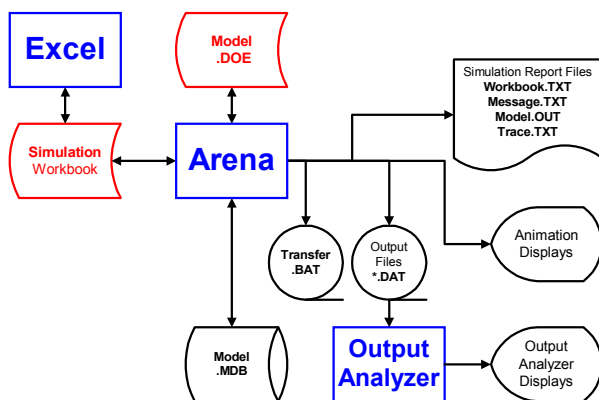 Excel
Model
.DOE
Simulation Report Files
Workbook.TXT
Message.TXT
Model.OUT
Trace.TXT
Simulation
Workbook
Arena
Transfer
.BAT
Output
Files
*.DAT
Animation
Displays
Model
.MDB
Output
Analyzer
Output
Analyzer
Displays